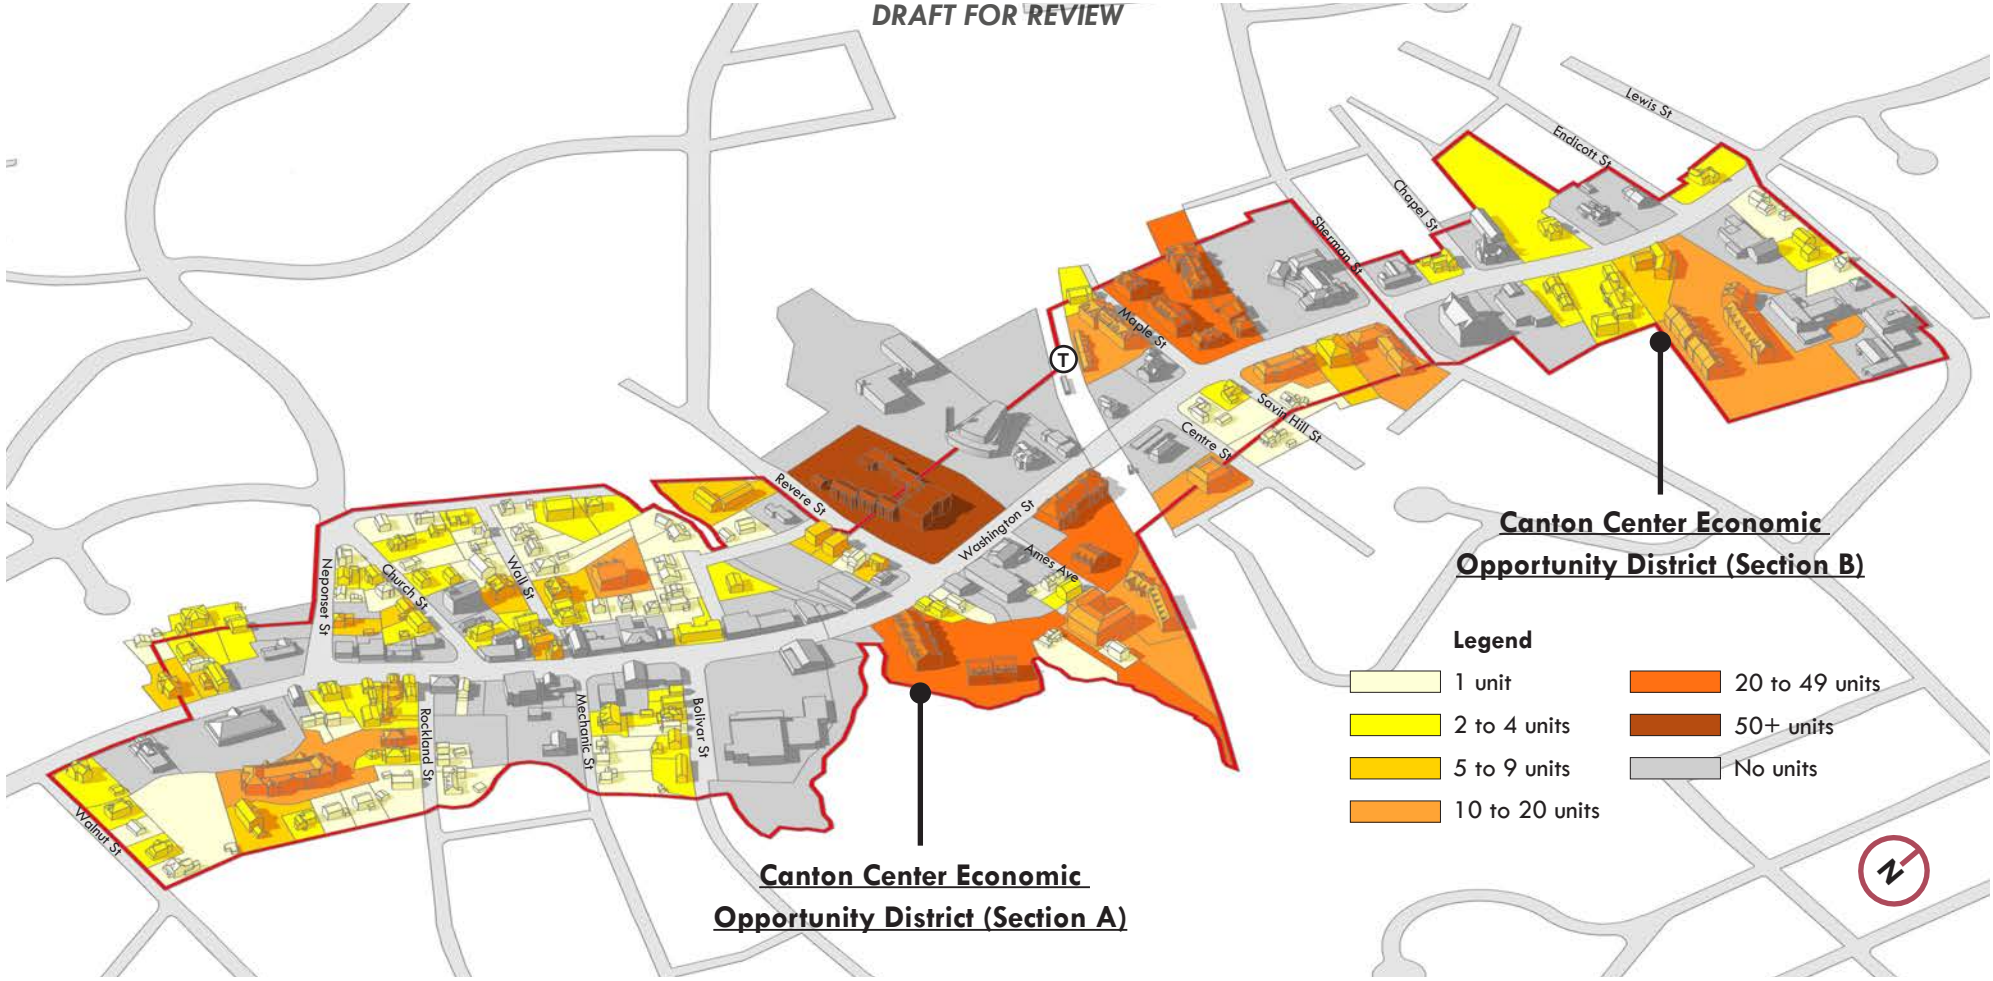 DRAFT FOR REVIEW
Lewis St
Endicott St
Chapel St
Sherman St
Maple St
T
Savin Hill St
Centre St
Revere St
Washington St
Ames Ave
Wall St
Church St
Neponset St
Rockland St
Mechanic St
Bolivar St
Walnut St
Canton Center Economic
Opportunity District (Section B)
Legend
1 unit
2 to 4 units
5 to 9 units
10 to 20 units
20 to 49 units
50+ units
No units
N
Canton Center Economic
Opportunity District (Section A)